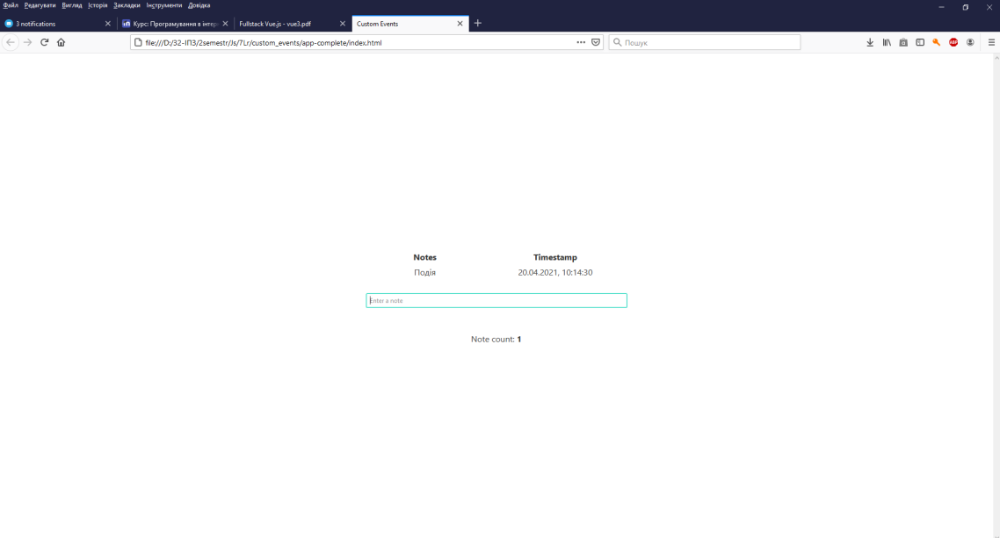 Файл Редагувати Вигляд Історія Закладки Інструменти Довідка
3 notifications
Курс: Програмування в інтер
Fullstack Vue.js - vue3.pdf
Custom Events
file:///D:/32-ІПЗ/2semestr/Js/7Lr/custom_events/app-complete/index.html
Пошук
ABP
Notes Timestamp
Подія 20.04.2021, 10:14:30
Enter a note
Note count: 1